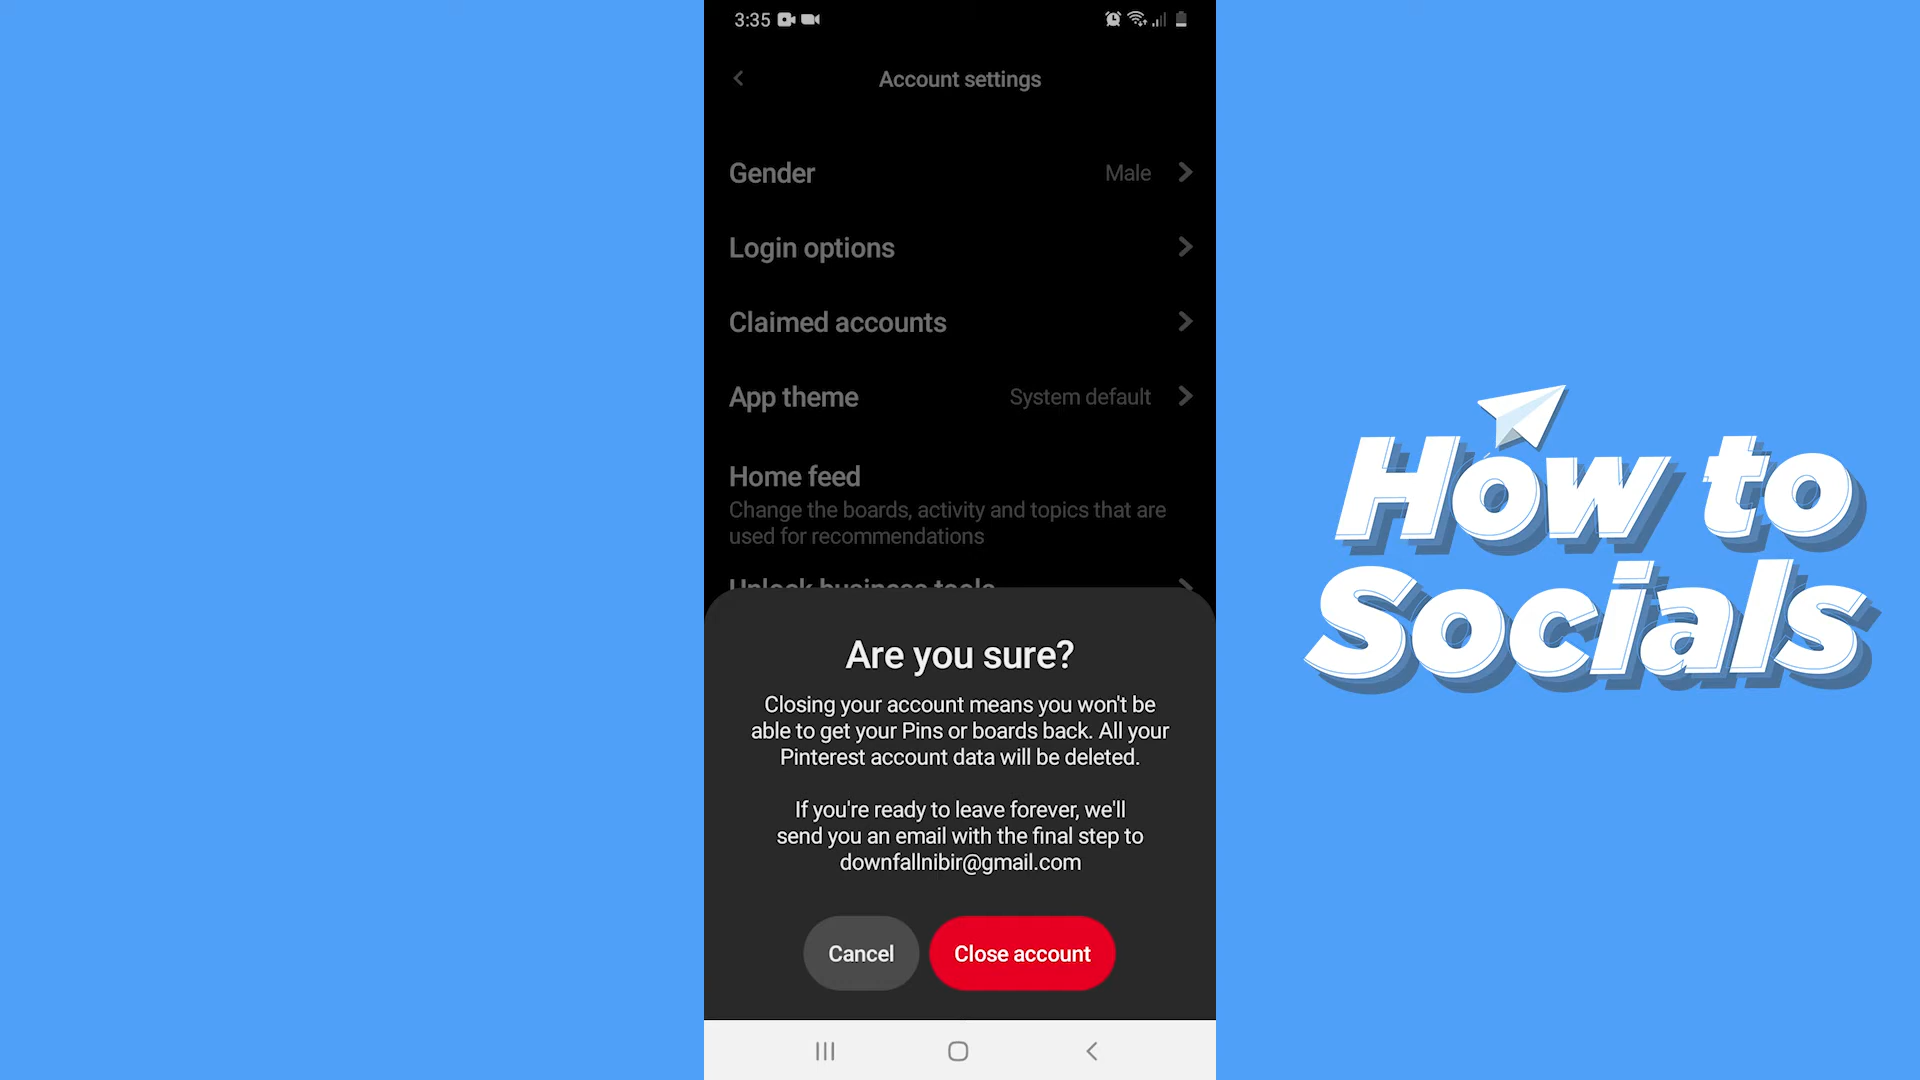 3:35
Account settings
Gender
Male
Login options
Claimed accounts
App theme
System default
Home feed
Change the boards, activity and topics that are
used for recommendations
Unlock business tools
Are you sure?
Closing your account means you won't be
able to get your Pins or boards back. All your
Pinterest account data will be deleted.
If you're ready to leave forever, we'll
send you an email with the final step to
downfallnibir@gmail.com
Cancel
Close account
How to
Socials